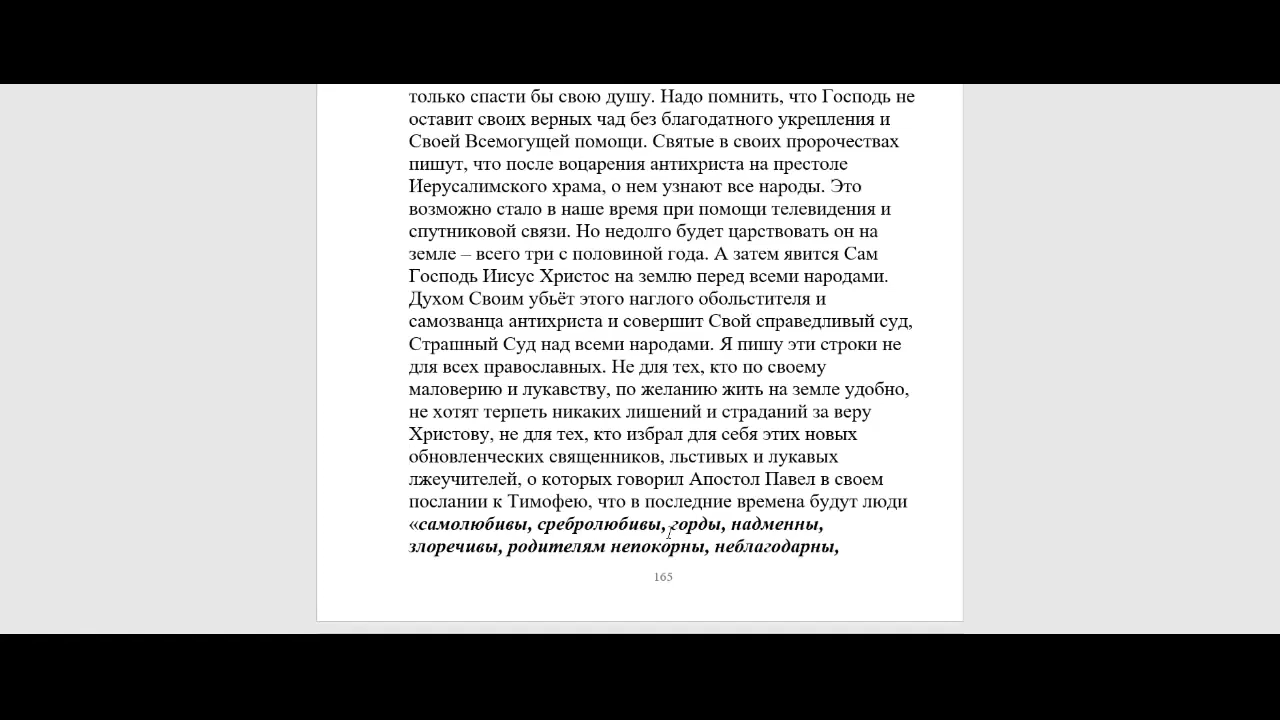 только спасти бы свою душу. Надо помнить, что Господь не
оставит своих верных чад без благодатного укрепления и
Своей Всемогущей помощи. Святые в своих пророчествах
пишут, что после воцарения антихриста на престоле
Иерусалимского храма, о нем узнают все народы. Это
возможно стало в наше время при помощи телевидения и
спутниковой связи. Но недолго будет царствовать он на
земле – всего три с половиной года. А затем явится Сам
Господь Иисус Христос на землю перед всеми народами.
Духом Своим убьёт этого наглого обольстителя и
самозванца антихриста и совершит Свой справедливый суд,
Страшный Суд над всеми народами. Я пишу эти строки не
для всех православных. Не для тех, кто по своему
маловерию и лукавству, по желанию жить на земле удобно,
не хотят терпеть никаких лишений и страданий за веру
Христову, не для тех, кто избрал для себя этих новых
обновленческих священников, льстивых и лукавых
лжеучителей, о которых говорил Апостол Павел в своем
послании к Тимофею, что в последние времена будут люди
«самолюбивы, сребролюбивы, горды, надменны,
злоречивы, родителям непокорны, неблагодарны,
165